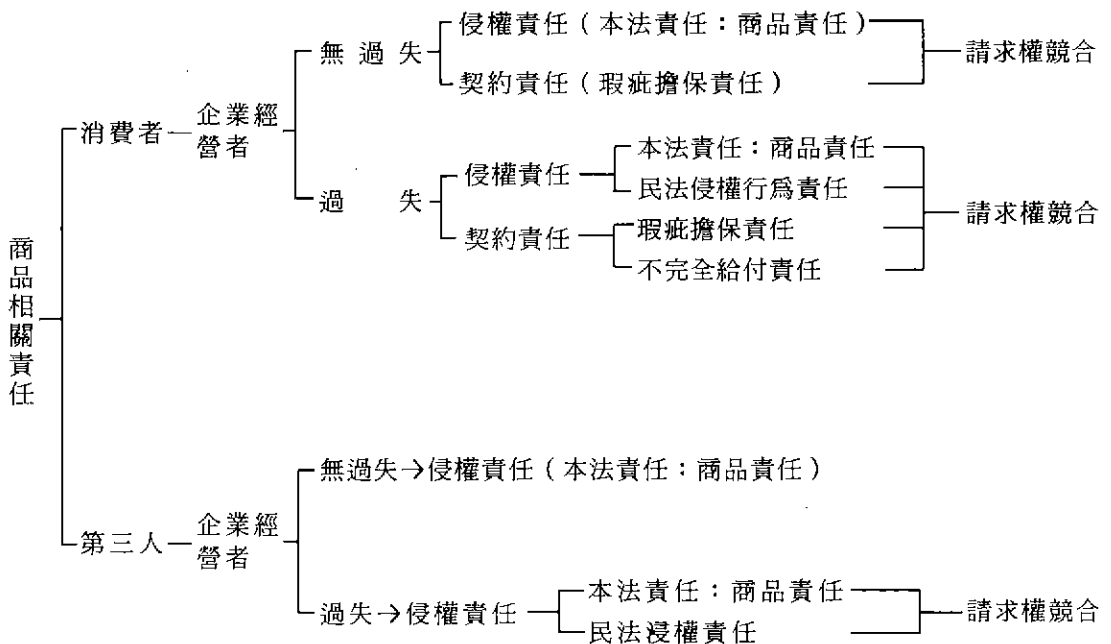 商品相關責任
消費者
企業經
營者
無過失
侵權責任（本法責任：商品責任）
契約責任（瑕疵擔保責任）
請求權競合
過失
侵權責任
本法責任：商品責任
民法侵權行爲責任
契約責任
瑕疵擔保責任
不完全給付責任
請求權競合
第三人
企業經
營者
無過失→侵權責任（本法責任：商品責任）
過失→侵權責任
本法責任：商品責任
民法侵權責任
請求權競合